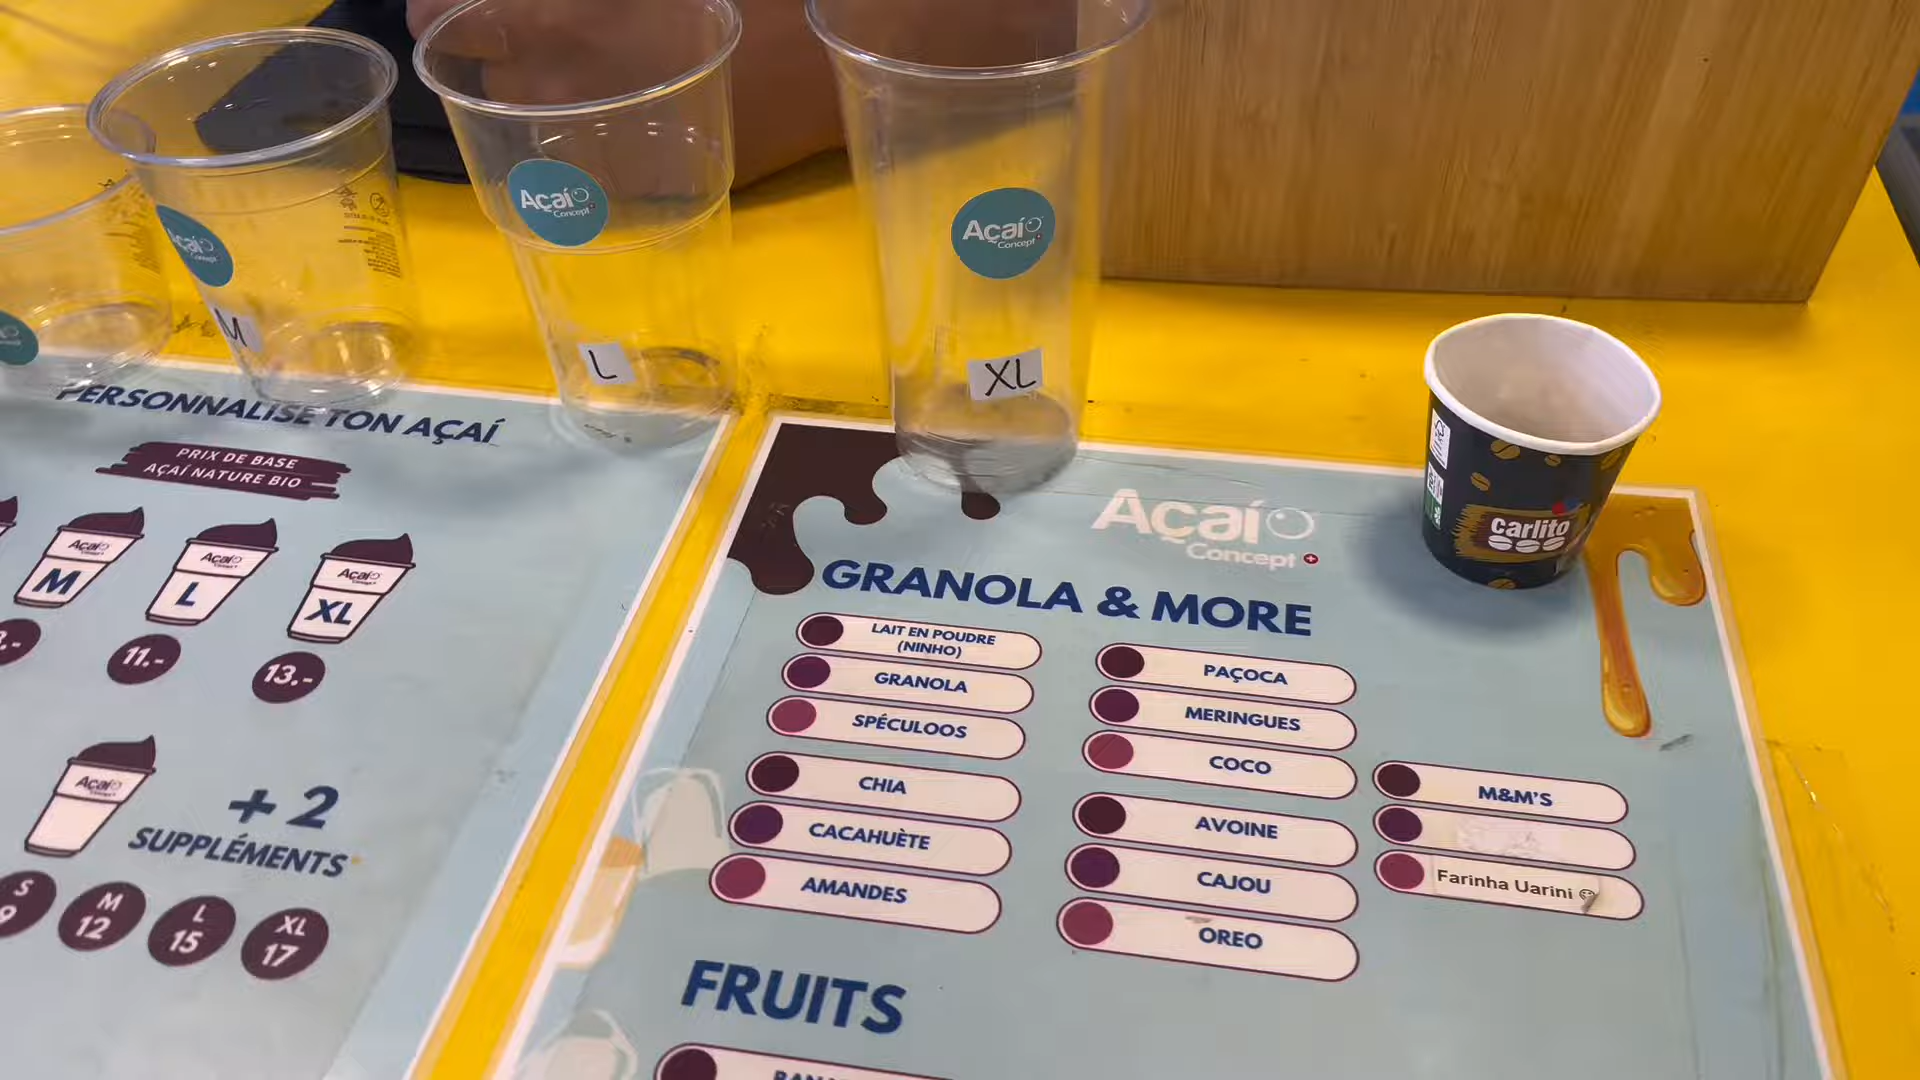 Açaí
Concept
M
Açaí
Concept
L
Açaí
Concept
XL
PERSONNALISE TON AÇAÍ
PRIX DE BASE
AÇAÍ NATURE BIO
Açaí
M
Açaí
L
Açaí
XL
11.-
13.-
Açaí
+ 2
SUPPLÉMENTS
S
9
M
12
L
15
XL
17
Açaí
Concept
carlito
GRANOLA & MORE
LAIT EN POUDRE
(NINHO)
GRANOLA
SPÉCULOOS
CHIA
CACAHUÈTE
AMANDES
PAÇOCA
MERINGUES
COCO
AVOINE
CAJOU
OREO
M&M'S
Farinha Uarini
FRUITS